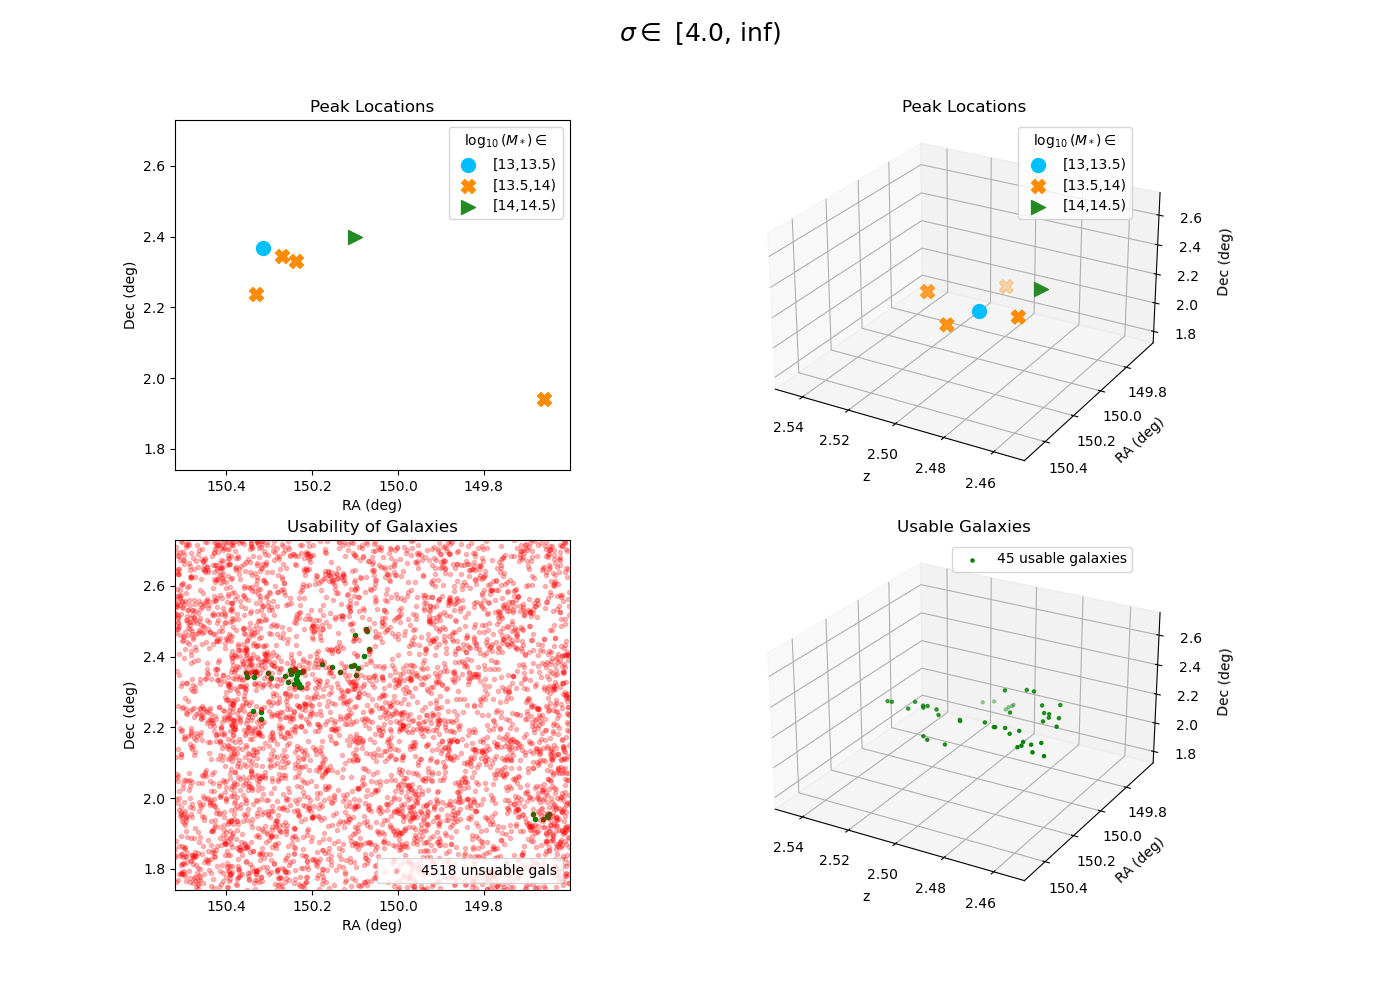 σ ∈ [4.0, inf)
Peak Locations
log₁₀(M*) ∈
[13,13.5)
[13.5,14)
[14,14.5)
2.6
2.4
2.2
2.0
1.8
Dec (deg)
150.4 150.2 150.0 149.8
RA (deg)
Peak Locations
log₁₀(M*) ∈
[13,13.5)
[13.5,14)
[14,14.5)
2.6
2.4
2.2
2.0
1.8
Dec (deg)
149.8
150.0
150.2
150.4
RA (deg)
2.54
2.52
2.50
2.48
2.46
z
Usability of Galaxies
2.6
2.4
2.2
2.0
1.8
Dec (deg)
4518 unsuable gals
150.4 150.2 150.0 149.8
RA (deg)
Usable Galaxies
45 usable galaxies
2.6
2.4
2.2
2.0
1.8
Dec (deg)
149.8
150.0
150.2
150.4
RA (deg)
2.54
2.52
2.50
2.48
2.46
z